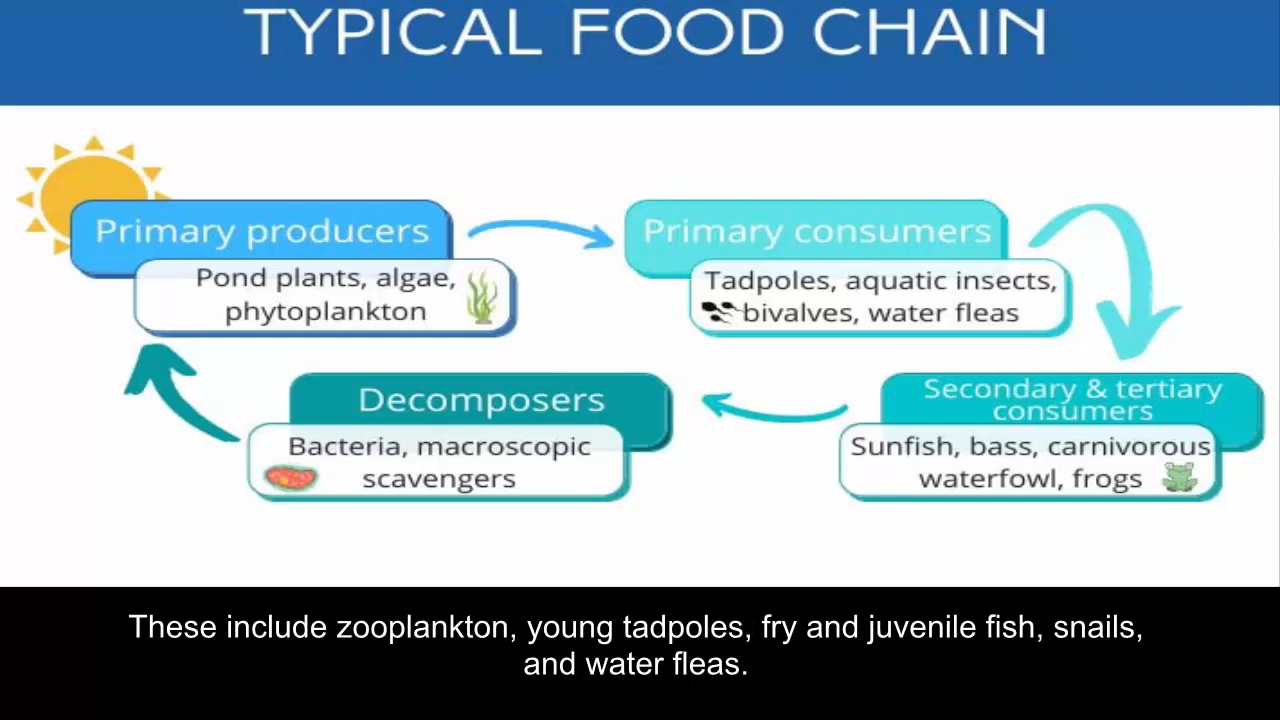 TYPICAL FOOD CHAIN
Primary producers
Pond plants, algae,
phytoplankton
Primary consumers
Tadpoles, aquatic insects,
bivalves, water fleas
Secondary & tertiary
consumers
Sunfish, bass, carnivorous
waterfowl, frogs
Decomposers
Bacteria, macroscopic
scavengers
These include zooplankton, young tadpoles, fry and juvenile fish, snails,
and water fleas.